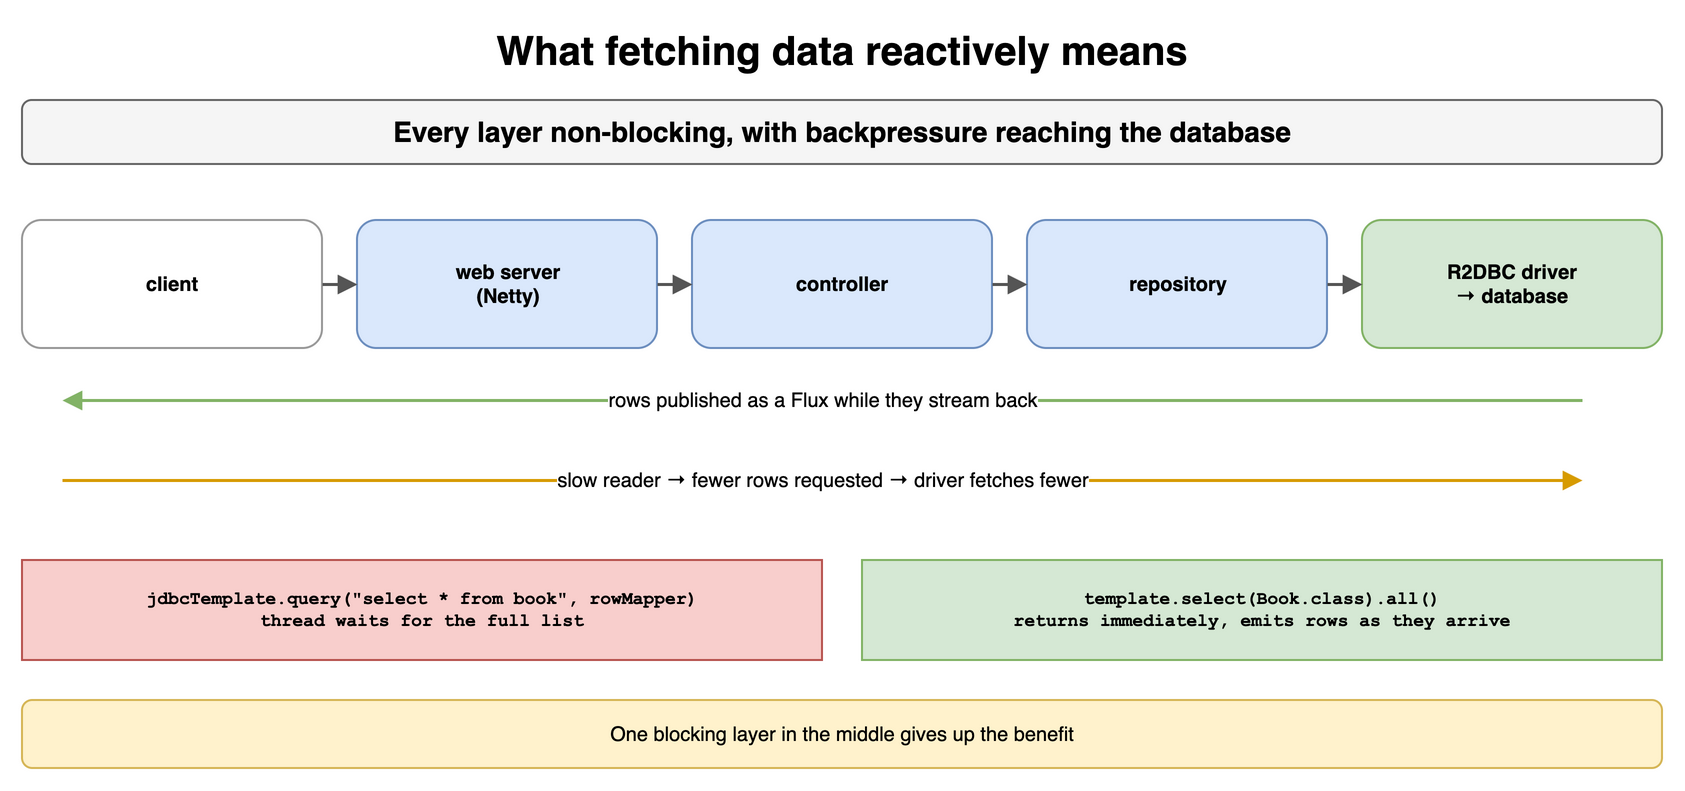 What fetching data reactively means
Every layer non-blocking, with backpressure reaching the database
client
web server
(Netty)
controller
repository
R2DBC driver
→ database
rows published as a Flux while they stream back
slow reader → fewer rows requested → driver fetches fewer
jdbcTemplate.query("select * from book", rowMapper)
thread waits for the full list
template.select(Book.class).all()
returns immediately, emits rows as they arrive
One blocking layer in the middle gives up the benefit